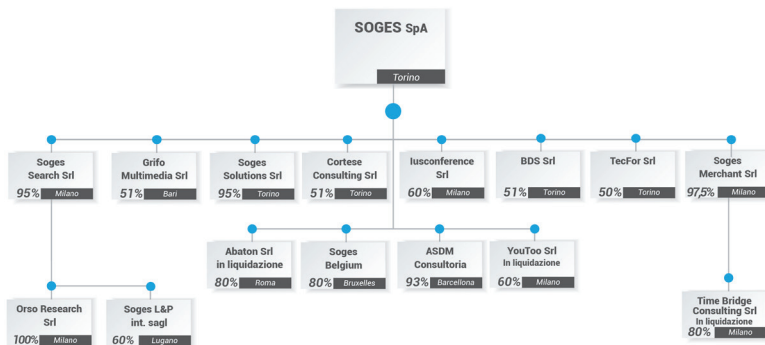 SOGES SpA
Torino
Soges
Search Srl
95% Milano
Grifo
Multimedia Srl
51% Bari
Soges
Solutions Srl
95% Torino
Cortese
Consulting Srl
51% Torino
Iusconference
Srl
60% Milano
BDS Srl
51% Torino
TecFor Srl
50% Torino
Soges
Merchant Srl
97,5% Milano
Abaton Srl
in liquidazione
80% Roma
Soges
Belgium
80% Bruxelles
ASDM
Consultoria
93% Barcellona
YouToo Srl
In liquidazione
60% Milano
Orso Research
Srl
100% Milano
Soges L&P
int. sagl
60% Lugano
Time Bridge
Consulting Srl
In liquidazione
80% Milano